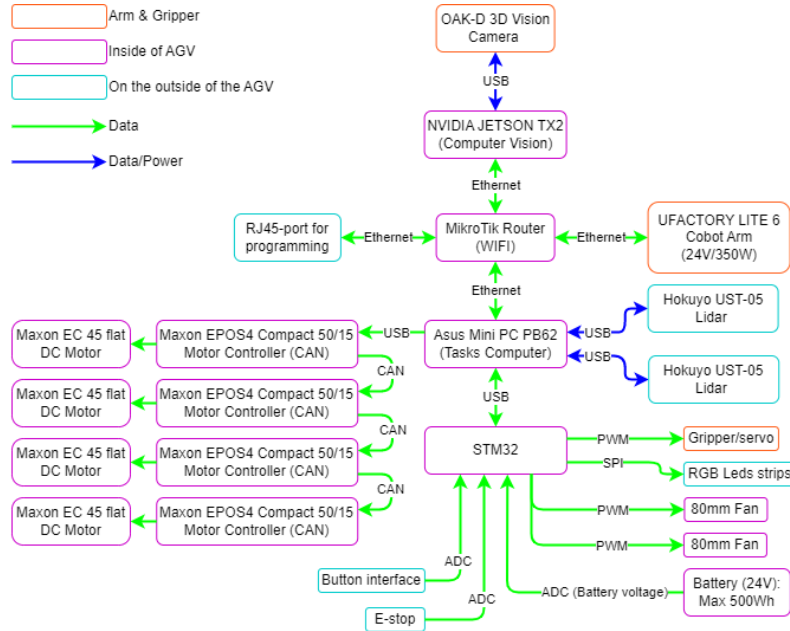 Arm & Gripper
Inside of AGV
On the outside of the AGV
Data
Data/Power
OAK-D 3D Vision
Camera
USB
NVIDIA JETSON TX2
(Computer Vision)
Ethernet
RJ45-port for
programming
Ethernet
MikroTik Router
(WIFI)
Ethernet
UFACTORY LITE 6
Cobot Arm
(24V/350W)
Ethernet
Maxon EC 45 flat
DC Motor
Maxon EPOS4 Compact 50/15
Motor Controller (CAN)
USB
Asus Mini PC PB62
(Tasks Computer)
USB
Hokuyo UST-05
Lidar
USB
Hokuyo UST-05
Lidar
CAN
Maxon EC 45 flat
DC Motor
Maxon EPOS4 Compact 50/15
Motor Controller (CAN)
USB
CAN
Maxon EC 45 flat
DC Motor
Maxon EPOS4 Compact 50/15
Motor Controller (CAN)
STM32
PWM
Gripper/servo
SPI
RGB Leds strips
CAN
Maxon EC 45 flat
DC Motor
Maxon EPOS4 Compact 50/15
Motor Controller (CAN)
PWM
80mm Fan
PWM
80mm Fan
ADC
Button interface
ADC
E-stop
ADC (Battery voltage)
Battery (24V):
Max 500Wh